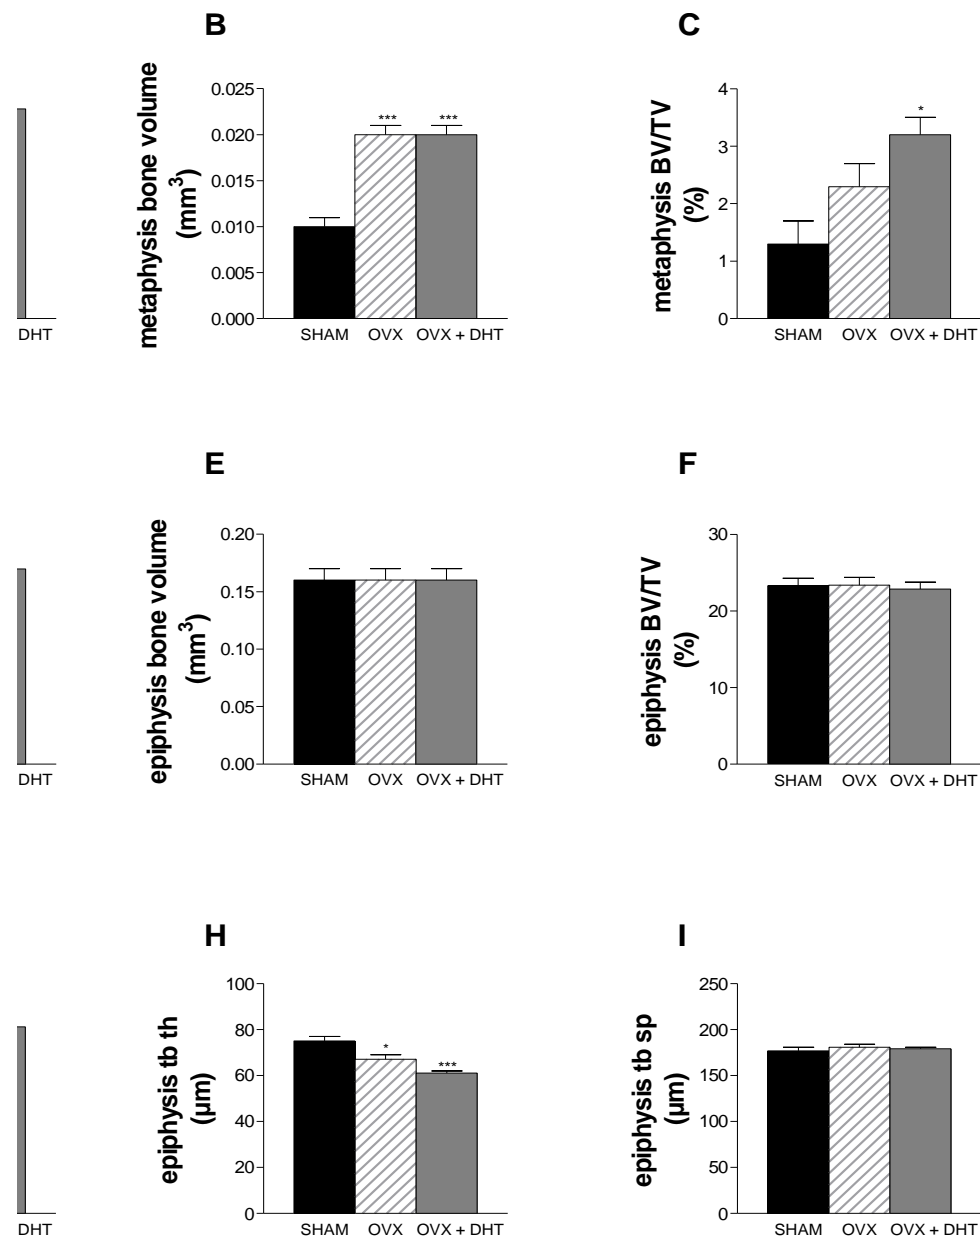 B
C
metaphysis bone volume
(mm³)
0.025
0.020
0.015
0.010
0.005
0.000
***
***
SHAM
OVX
OVX + DHT
metaphysis BV/TV
(%)
4
3
2
1
0
*
SHAM
OVX
OVX + DHT
DHT
E
F
epiphysis bone volume
(mm³)
0.20
0.15
0.10
0.05
0.00
SHAM
OVX
OVX + DHT
epiphysis BV/TV
(%)
30
20
10
0
SHAM
OVX
OVX + DHT
DHT
H
I
epiphysis tb th
(µm)
100
80
60
40
20
0
*
***
SHAM
OVX
OVX + DHT
epiphysis tb sp
(µm)
250
200
150
100
50
0
SHAM
OVX
OVX + DHT
DHT